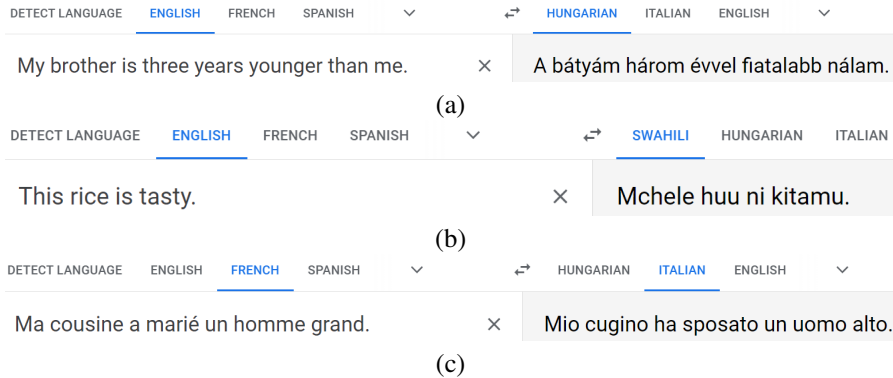 DETECT LANGUAGE ENGLISH FRENCH SPANISH HUNGARIAN ITALIAN ENGLISH
My brother is three years younger than me. A bátyám három évvel fiatalabb nálam.
(a)
DETECT LANGUAGE ENGLISH FRENCH SPANISH SWAHILI HUNGARIAN ITALIAN
This rice is tasty. Mchele huu ni kitamu.
(b)
DETECT LANGUAGE ENGLISH FRENCH SPANISH HUNGARIAN ITALIAN ENGLISH
Ma cousine a marié un homme grand. Mio cugino ha sposato un uomo alto.
(c)